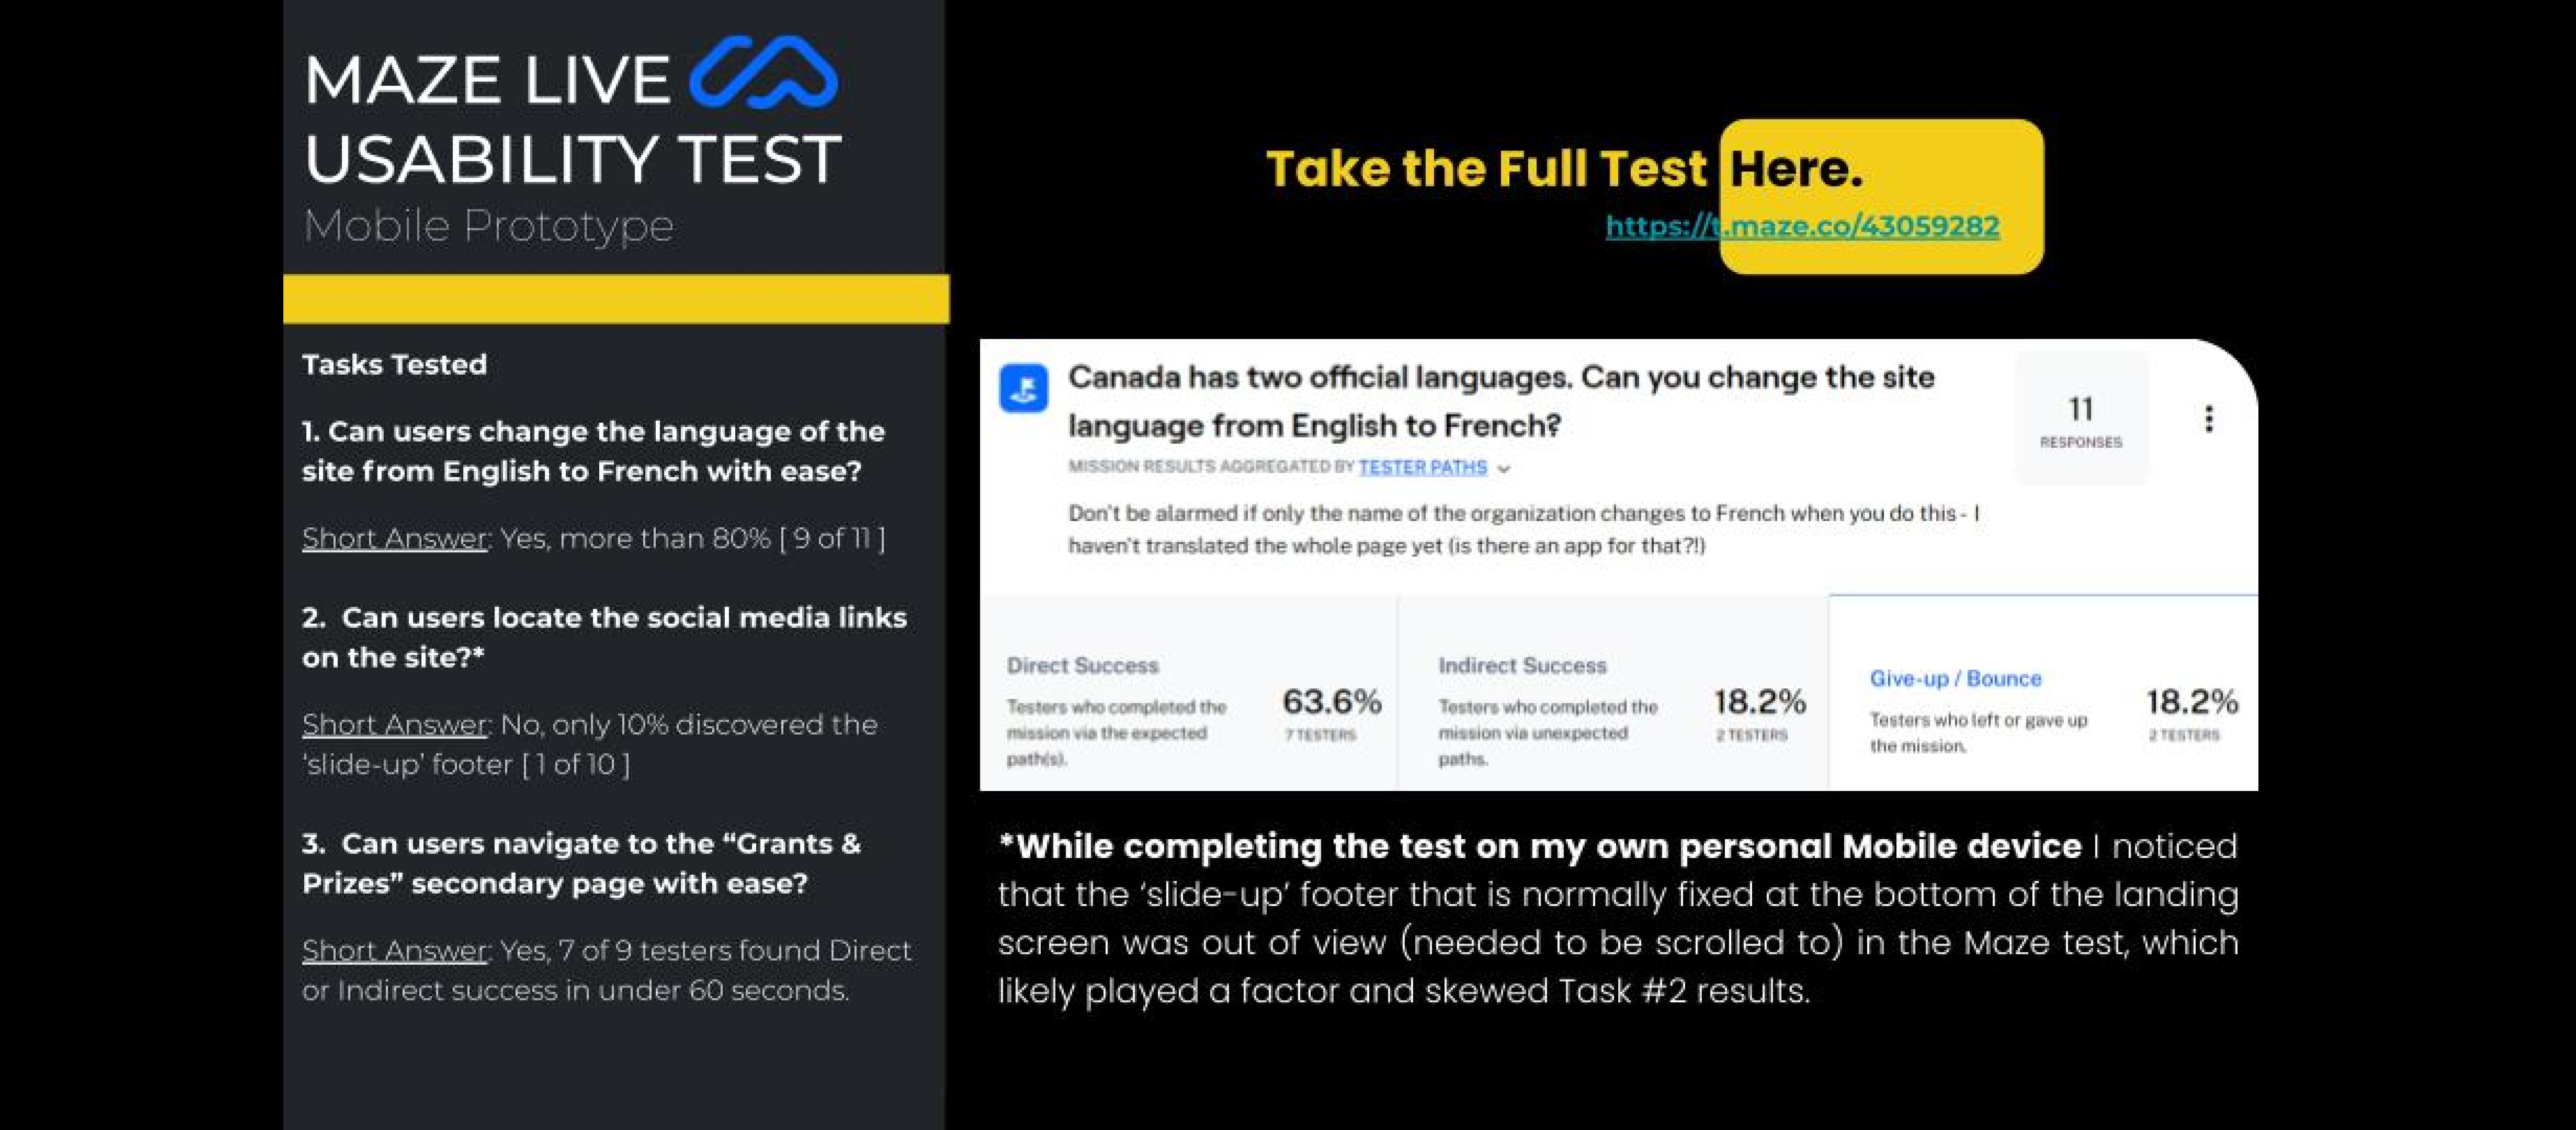 MAZE LIVE
USABILITY TEST
Mobile Prototype
Tasks Tested
1. Can users change the language of the
site from English to French with ease?
Short Answer: Yes, more than 80% [ 9 of 11 ]
2. Can users locate the social media links
on the site?*
Short Answer: No, only 10% discovered the
‘slide-up’ footer [ 1 of 10 ]
3. Can users navigate to the “Grants &
Prizes” secondary page with ease?
Short Answer: Yes, 7 of 9 testers found Direct
or Indirect success in under 60 seconds.
Take the Full Test Here.
https://t.maze.co/43059282
Canada has two official languages. Can you change the site
language from English to French?
11
RESPONSES
MISSION RESULTS AGGREGATED BY TESTER PATHS
Don't be alarmed if only the name of the organization changes to French when you do this - I
haven't translated the whole page yet (is there an app for that?!)
Direct Success
Testers who completed the
mission via the expected
path(s).
63.6%
7 TESTERS
Indirect Success
Testers who completed the
mission via unexpected
paths.
18.2%
2 TESTERS
Give-up / Bounce
Testers who left or gave up
the mission.
18.2%
2 TESTERS
*While completing the test on my own personal Mobile device I noticed
that the ‘slide-up’ footer that is normally fixed at the bottom of the landing
screen was out of view (needed to be scrolled to) in the Maze test, which
likely played a factor and skewed Task #2 results.